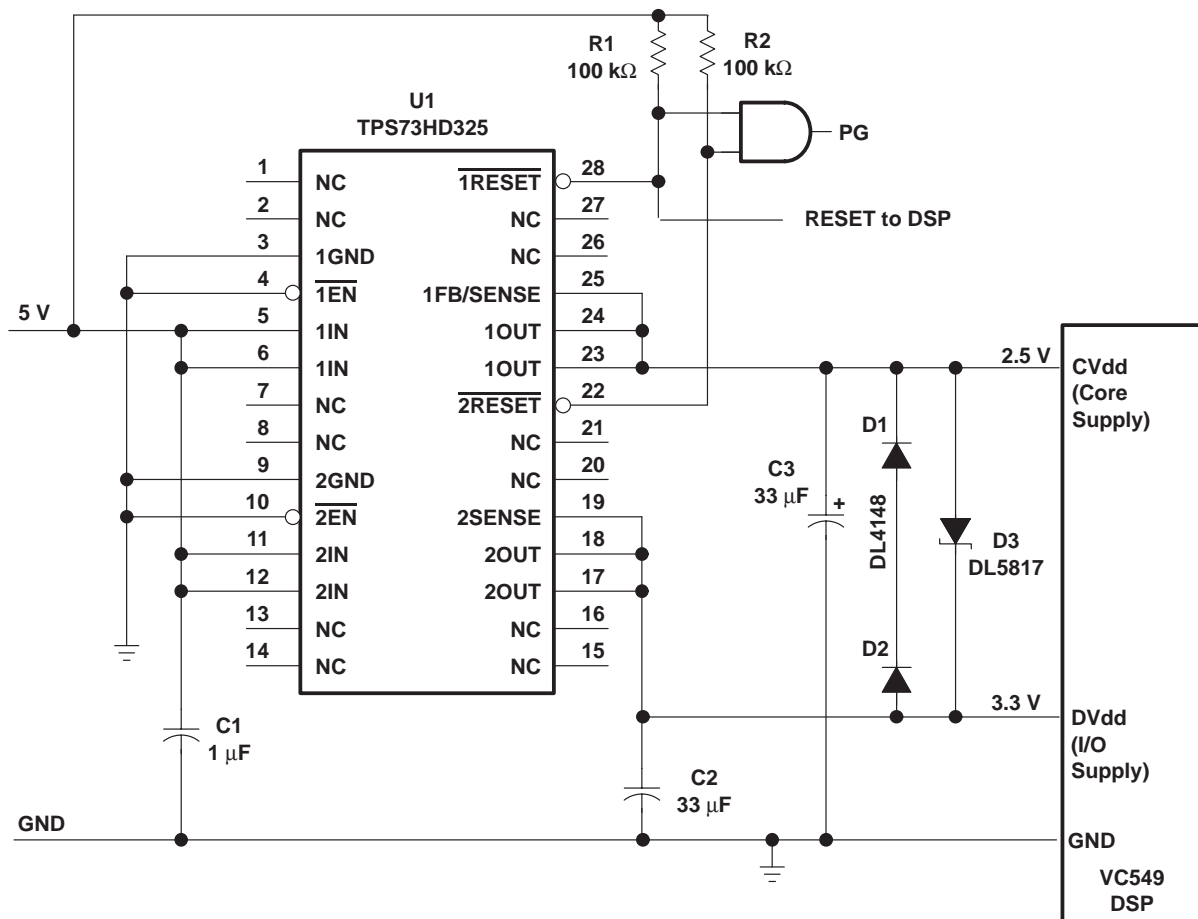 R1
100 kΩ
R2
100 kΩ
U1
TPS73HD325
PG
1 NC 1RESET 28
2 NC NC 27
3 1GND NC 26
4 1EN 1FB/SENSE 25
5 V
5 1IN 1OUT 24
6 1IN 1OUT 23
7 NC 2RESET 22
8 NC NC 21
9 2GND NC 20
10 2EN 2SENSE 19
11 2IN 2OUT 18
12 2IN 2OUT 17
13 NC NC 16
14 NC NC 15
RESET to DSP
2.5 V
CVdd
(Core
Supply)
D1
C3
33 μF
+
DL4148
D3
DL5817
D2
3.3 V
DVdd
(I/O
Supply)
C1
1 μF
C2
33 μF
GND
GND
VC549
DSP